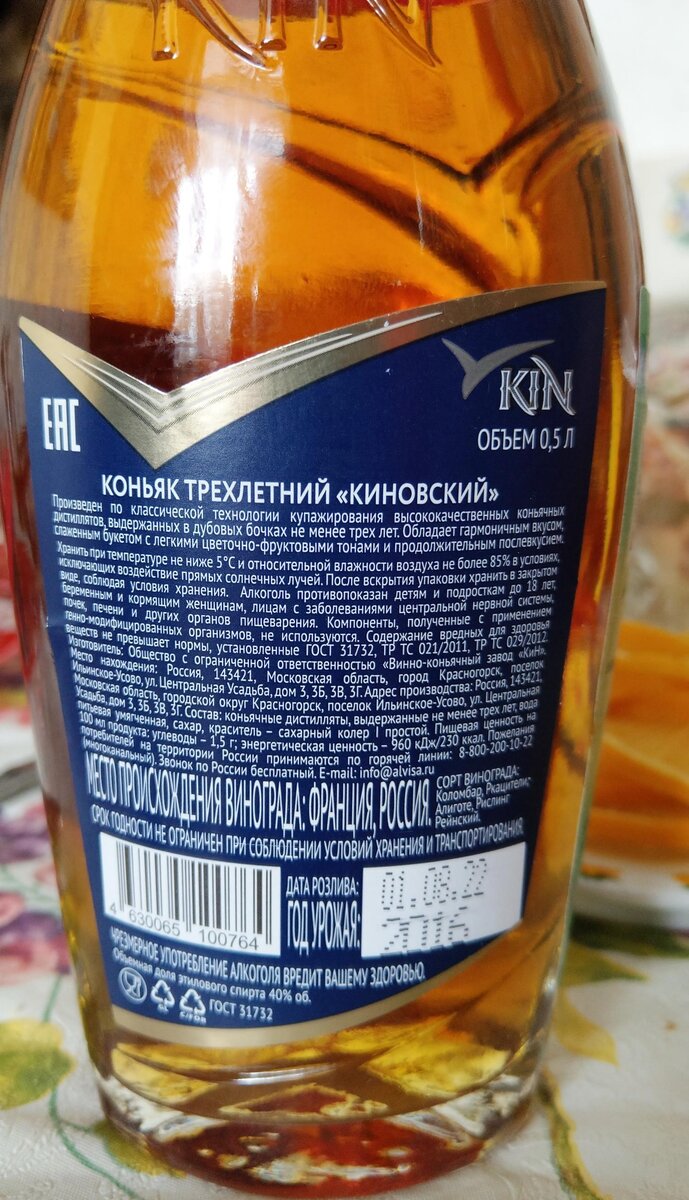 KiN
EAC
KiN
ОБЪЕМ 0,5 Л
КОНЬЯК ТРЕХЛЕТНИЙ «КИНОВСКИЙ»
Произведен по классической технологии купажирования высококачественных коньячных
дистиллятов, выдержанных в дубовых бочках не менее трех лет. Обладает гармоничным вкусом,
слаженным букетом с легкими цветочно-фруктовыми тонами и продолжительным послевкусием.
Хранить при температуре не ниже 5°С и относительной влажности воздуха не более 85% в условиях,
исключающих воздействие прямых солнечных лучей. После вскрытия упаковки хранить в закрытом
виде, соблюдая условия хранения. Алкоголь противопоказан детям и подросткам до 18 лет,
беременным и кормящим женщинам, лицам с заболеваниями центральной нервной системы,
почек, печени и других органов пищеварения. Компоненты, полученные с применением
генно-модифицированных организмов, не используются. Содержание вредных для здоровья
веществ не превышает нормы, установленные ГОСТ 31732, ТР ТС 021/2011, ТР ТС 029/2012.
Изготовитель: Общество с ограниченной ответственностью «Винно-коньячный завод «КиН».
Место нахождения: Россия, 143421, Московская область, город Красногорск, поселок
Ильинское-Усово, ул. Центральная Усадьба, дом 3, 3Б, 3В, 3Г. Адрес производства: Россия, 143421,
Московская область, городской округ Красногорск, поселок Ильинское-Усово, ул. Центральная
Усадьба, дом 3, 3Б, 3В, 3Г. Состав: коньячные дистилляты, выдержанные не менее трех лет, вода
питьевая умягченная, сахар, краситель – сахарный колер I простой. Пищевая ценность на
100 мл продукта: углеводы – 1,5 г; энергетическая ценность – 960 кДж/230 ккал. Пожелания
потребителей на территории России принимаются по горячей линии: 8-800-200-10-22
(многоканальный). Звонок по России бесплатный. E-mail: info@alvisa.ru
МЕСТО ПРОИСХОЖДЕНИЯ ВИНОГРАДА: ФРАНЦИЯ, РОССИЯ.
СОРТ ВИНОГРАДА:
Коломбар, Ркацители,
Алиготе, Рислинг
Рейнский.
СРОК ГОДНОСТИ НЕ ОГРАНИЧЕН ПРИ СОБЛЮДЕНИИ УСЛОВИЙ ХРАНЕНИЯ И ТРАНСПОРТИРОВАНИЯ.
4 630065 100764
ДАТА РОЗЛИВА: 01.08.22
ГОД УРОЖАЯ: 2016
ЧРЕЗМЕРНОЕ УПОТРЕБЛЕНИЕ АЛКОГОЛЯ ВРЕДИТ ВАШЕМУ ЗДОРОВЬЮ.
Объемная доля этилового спирта 40% об.
ГОСТ 31732